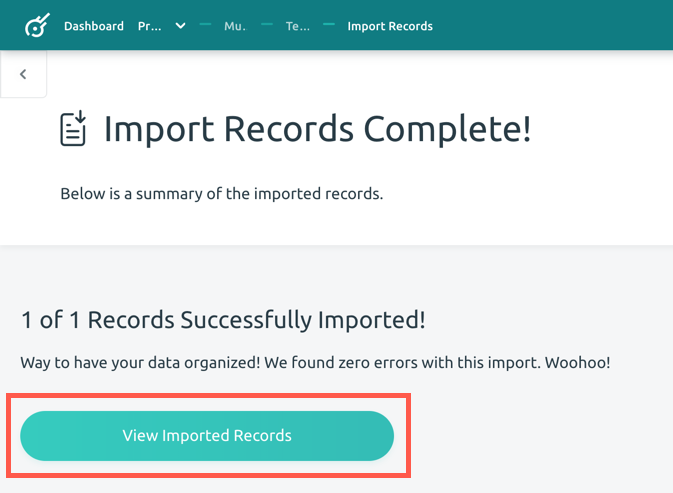 Dashboard Pr... Mu. Te... Import Records
Import Records Complete!
Below is a summary of the imported records.
1 of 1 Records Successfully Imported!
Way to have your data organized! We found zero errors with this import. Woohoo!
View Imported Records